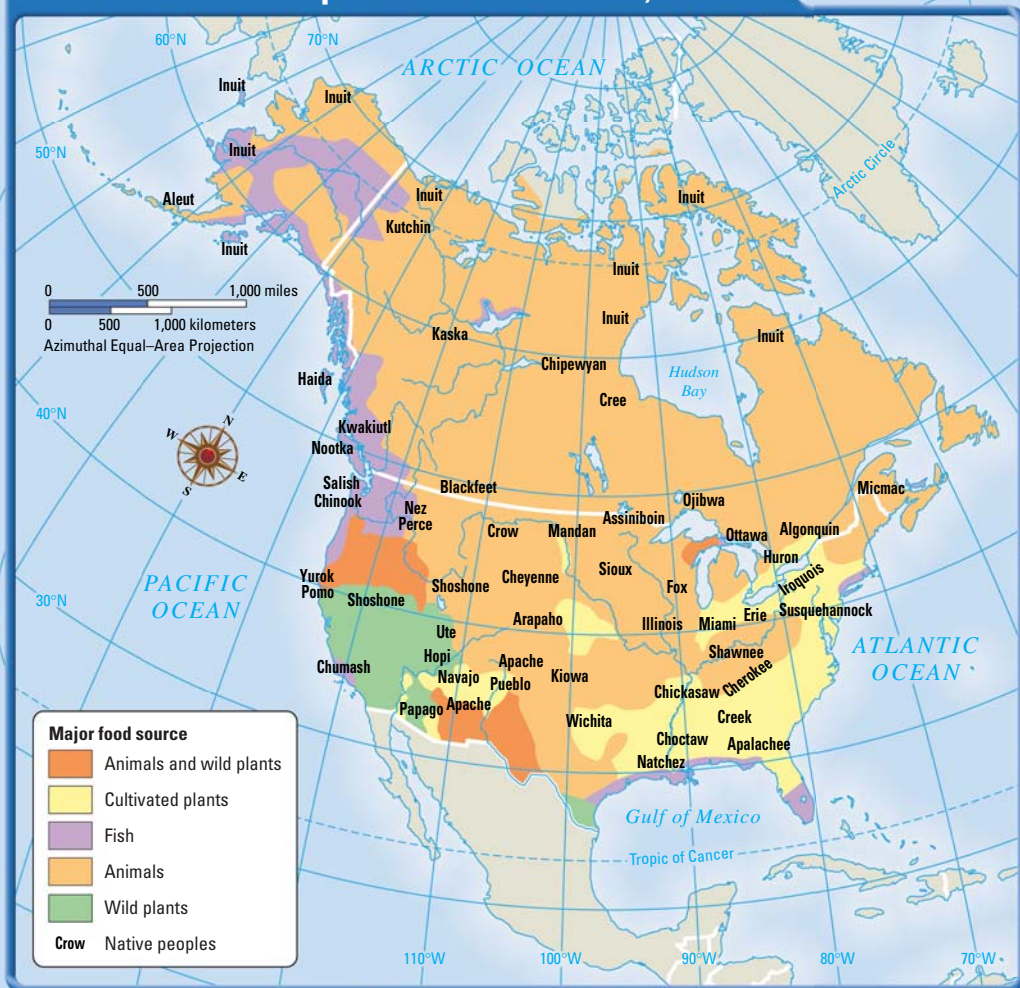 60°N
70°N
ARCTIC OCEAN
Inuit
Inuit
50°N
Inuit
Arctic Circle
Aleut
Inuit
Inuit
Kutchin
Inuit
Inuit
0 500 1,000 miles
0 500 1,000 kilometers
Azimuthal Equal–Area Projection
Inuit
Kaska
Inuit
Chipewyan
Hudson
Bay
Haida
Cree
40°N
N
W
E
S
Kwakiutl
Nootka
Salish
Chinook
Blackfeet
Micmac
Nez
Perce
Ojibwa
Assiniboin
Crow
Mandan
Ottawa
Algonquin
Huron
Sioux
Iroquois
PACIFIC
OCEAN
Yurok
Pomo
Shoshone
Shoshone
Cheyenne
Fox
30°N
Arapaho
Illinois
Miami
Erie
Susquehannock
Ute
ATLANTIC
OCEAN
Hopi
Shawnee
Chumash
Navajo
Apache
Pueblo
Kiowa
Cherokee
Chickasaw
Papago
Apache
Wichita
Creek
Choctaw
Apalachee
Natchez
Gulf of Mexico
Tropic of Cancer
Major food source
Animals and wild plants
Cultivated plants
Fish
Animals
Wild plants
Crow Native peoples
110°W
100°W
90°W
80°W
70°W